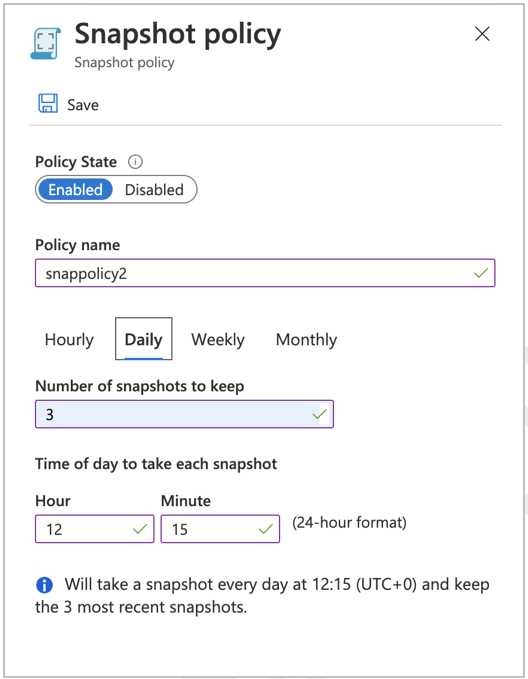 Snapshot policy
Snapshot policy
Save
Policy State
Enabled Disabled
Policy name
snappolicy2
Hourly Daily Weekly Monthly
Number of snapshots to keep
3
Time of day to take each snapshot
Hour Minute
12 15 (24-hour format)
Will take a snapshot every day at 12:15 (UTC+0) and keep
the 3 most recent snapshots.